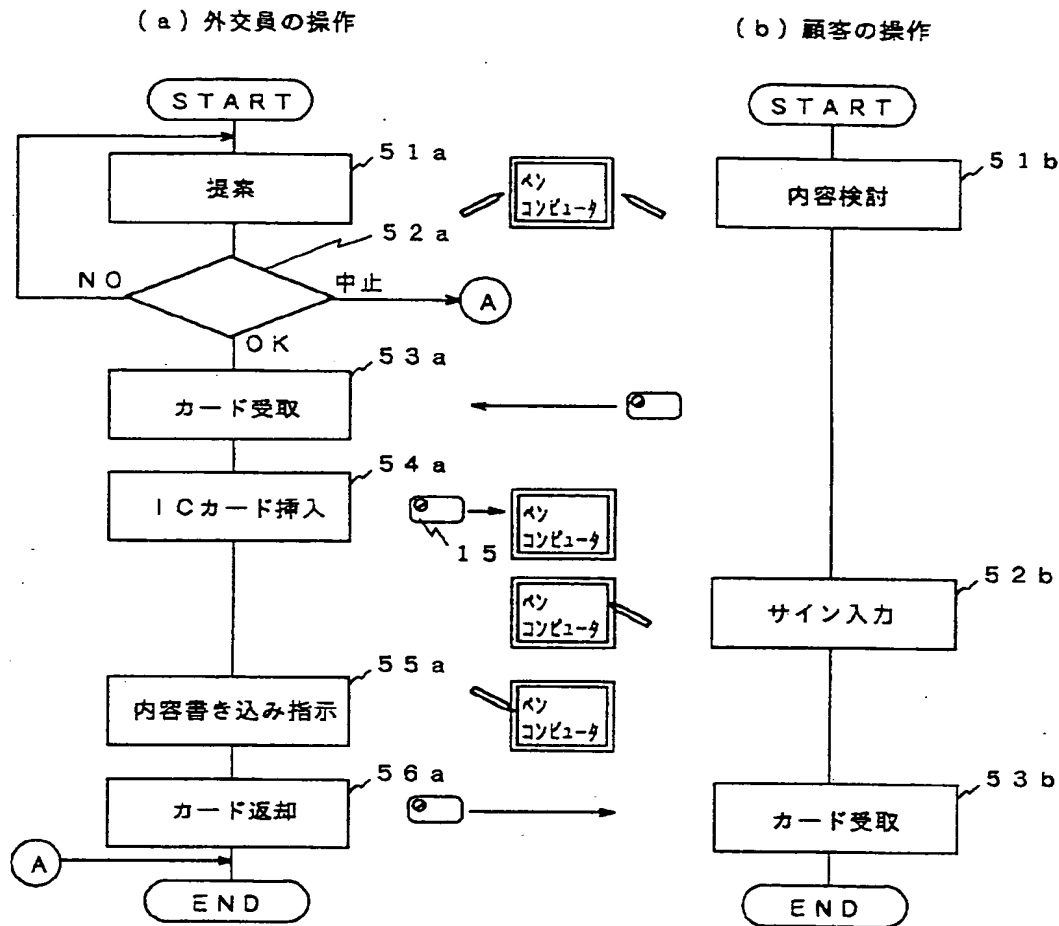 (a)外交員の操作
(b)顧客の操作
START
START
51a
提案
ペン
コンピュータ
51b
内容検討
52a
NO
中止
A
OK
53a
カード受取
54a
ICカード挿入
15
ペン
コンピュータ
ペン
コンピュータ
52b
サイン入力
55a
内容書き込み指示
ペン
コンピュータ
56a
カード返却
53b
カード受取
A
END
END